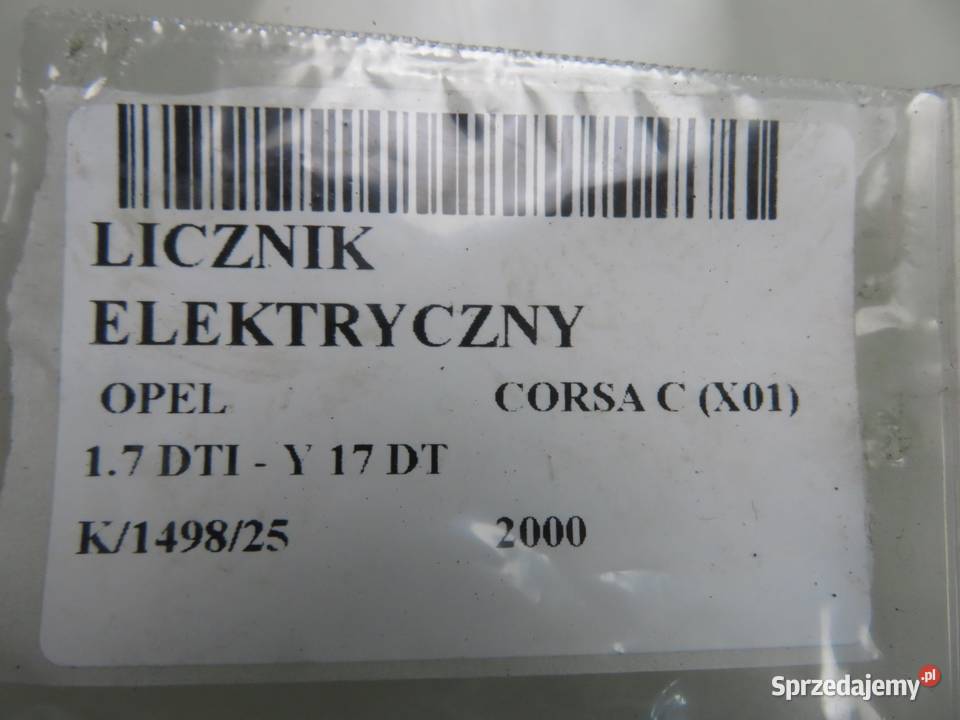 LICZNIK
ELEKTRYCZNY
OPEL CORSA C (X01)
1.7 DTI - Y 17 DT
K/1498/25 2000
Sprzedajemy.pl